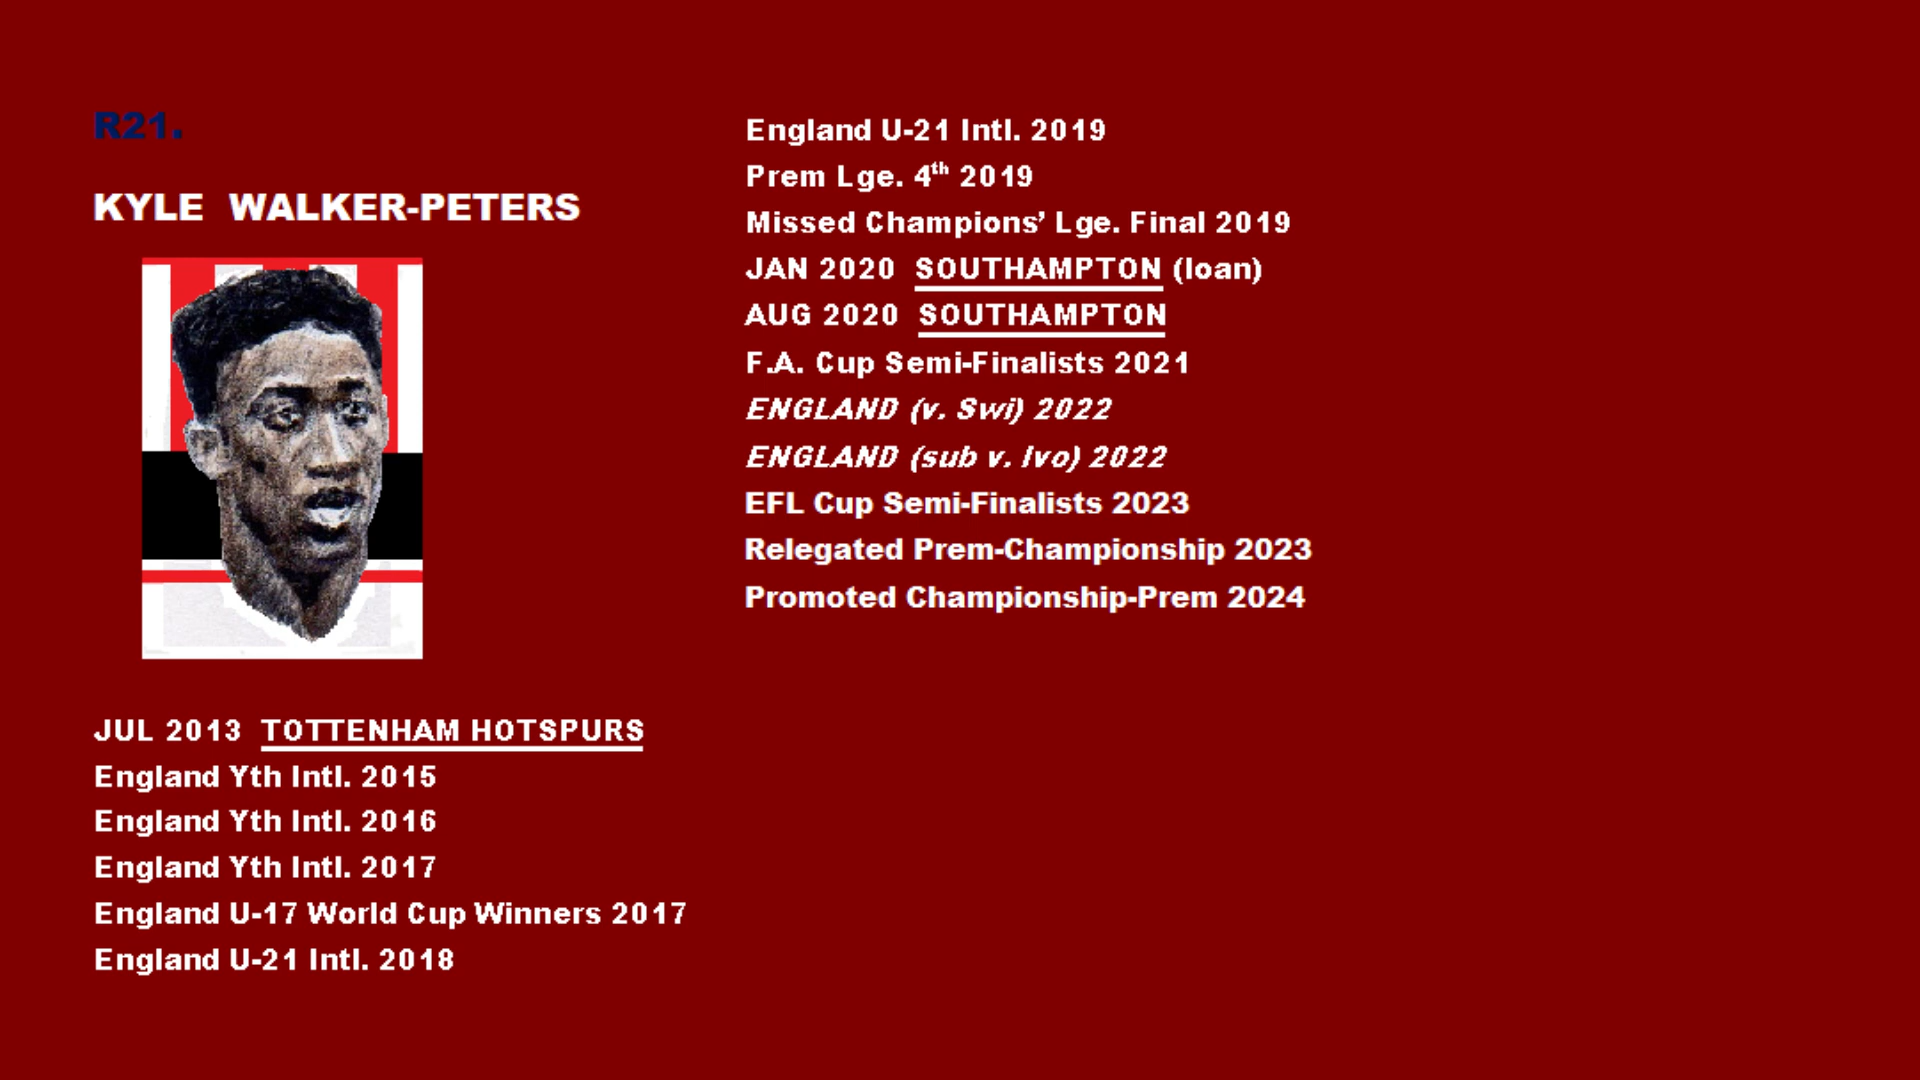 R21.
KYLE WALKER-PETERS
JUL 2013 TOTTENHAM HOTSPURS
England Yth Intl. 2015
England Yth Intl. 2016
England Yth Intl. 2017
England U-17 World Cup Winners 2017
England U-21 Intl. 2018
England U-21 Intl. 2019
Prem Lge. 4th 2019
Missed Champions’ Lge. Final 2019
JAN 2020 SOUTHAMPTON (loan)
AUG 2020 SOUTHAMPTON
F.A. Cup Semi-Finalists 2021
ENGLAND (v. Swi) 2022
ENGLAND (sub v. Ivo) 2022
EFL Cup Semi-Finalists 2023
Relegated Prem-Championship 2023
Promoted Championship-Prem 2024